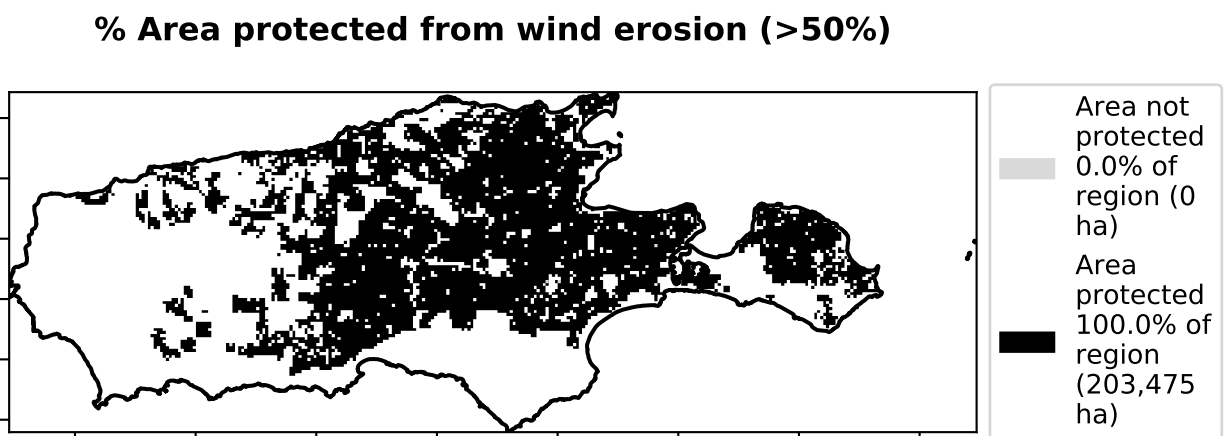 % Area protected from wind erosion (>50%)
Area not
protected
0.0% of
region (0
ha)
Area
protected
100.0% of
region
(203,475
ha)